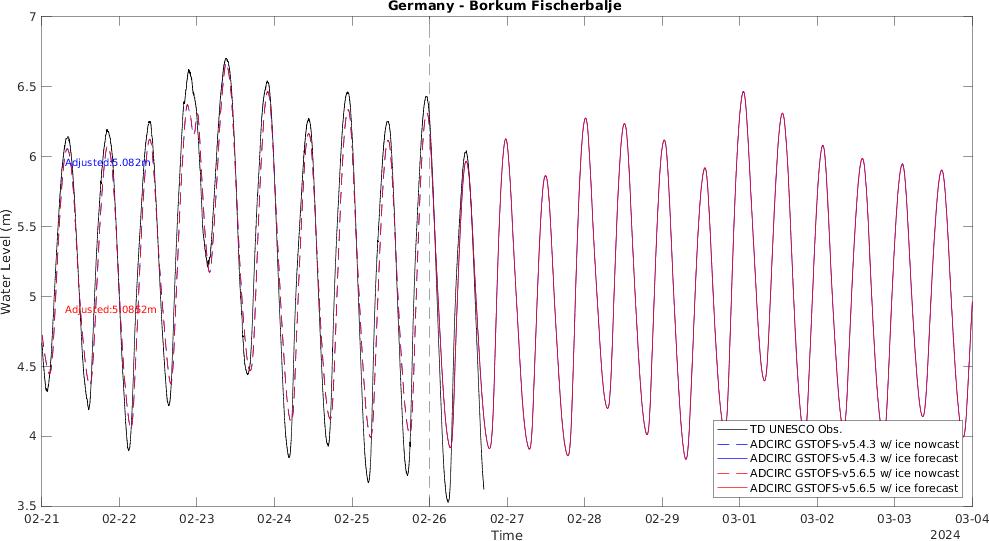 Germany - Borkum Fischerbalje
7
6.5
6
5.5
5
4.5
4
3.5
Water Level (m)
Adjusted:5.082m
Adjusted:5.0852m
TD UNESCO Obs.
ADCIRC GSTOFS-v5.4.3 w/ ice nowcast
ADCIRC GSTOFS-v5.4.3 w/ ice forecast
ADCIRC GSTOFS-v5.6.5 w/ ice nowcast
ADCIRC GSTOFS-v5.6.5 w/ ice forecast
02-21 02-22 02-23 02-24 02-25 02-26 02-27 02-28 02-29 03-01 03-02 03-03 03-04
Time
2024